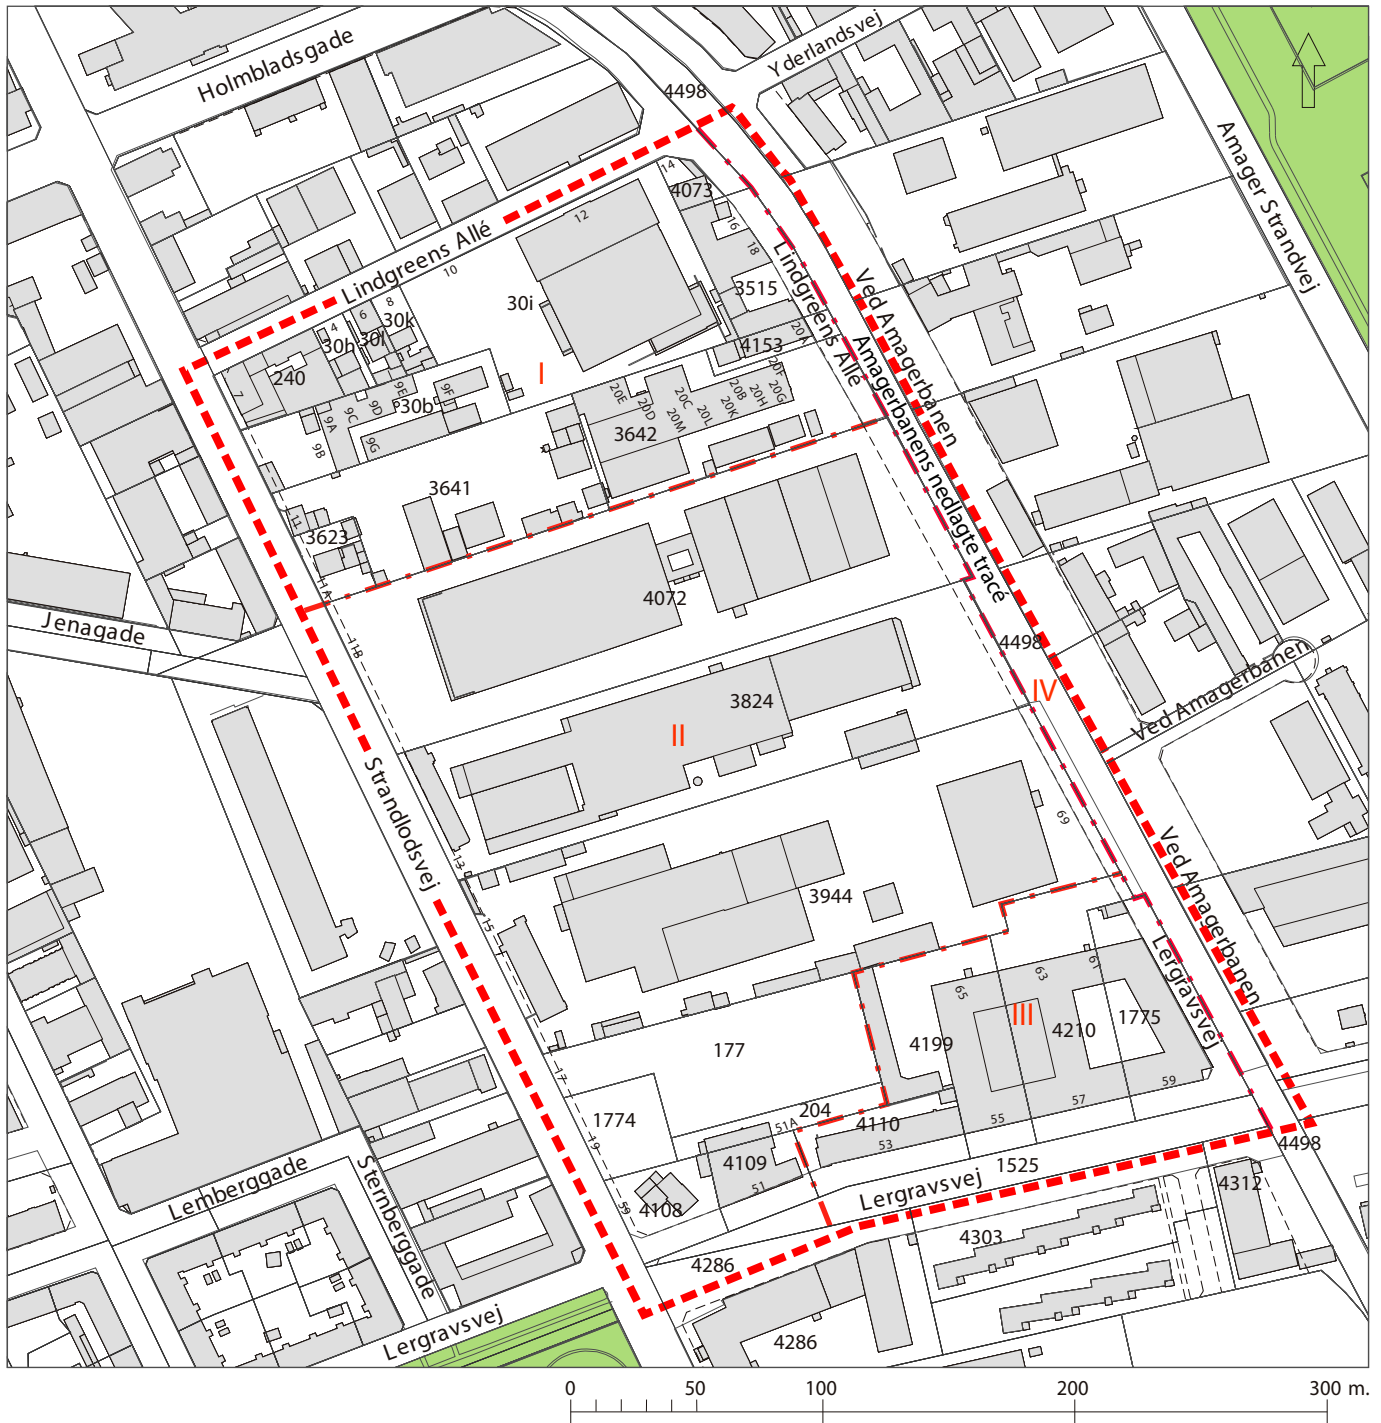 Holmbladsgade
Yderlandsvej
4498
Amager Strandvej
14
4073
12
16
18
Lindgreens Allé
10
Lindgreens Allé
Ved Amagerbanen
3515
30i
8
30k
6
4
30l
30h
20A
4153
I
240
7
20F
9E
9F
20E
20B
20G
20C
20H
9D
30b
20D
20K
9C
20L
9A
20M
3642
9G
9B
Amagerbanens nedlagte tracé
3641
11
3623
11A
4072
Jenagade
11B
4498
Ved Amagerbanen
IV
3824
II
Strandlodsvej
69
13
Ved Amagerbanen
3944
15
Lergravsvej
61
63
65
III
1775
4210
4199
177
17
59
57
204
4110
55
1774
51A
53
4498
19
4109
1525
Lemberggade
Sternberggade
51
Lergravsvej
4312
4108
59
4303
4286
Lergravsvej
4286
0 50 100 200 300 m.